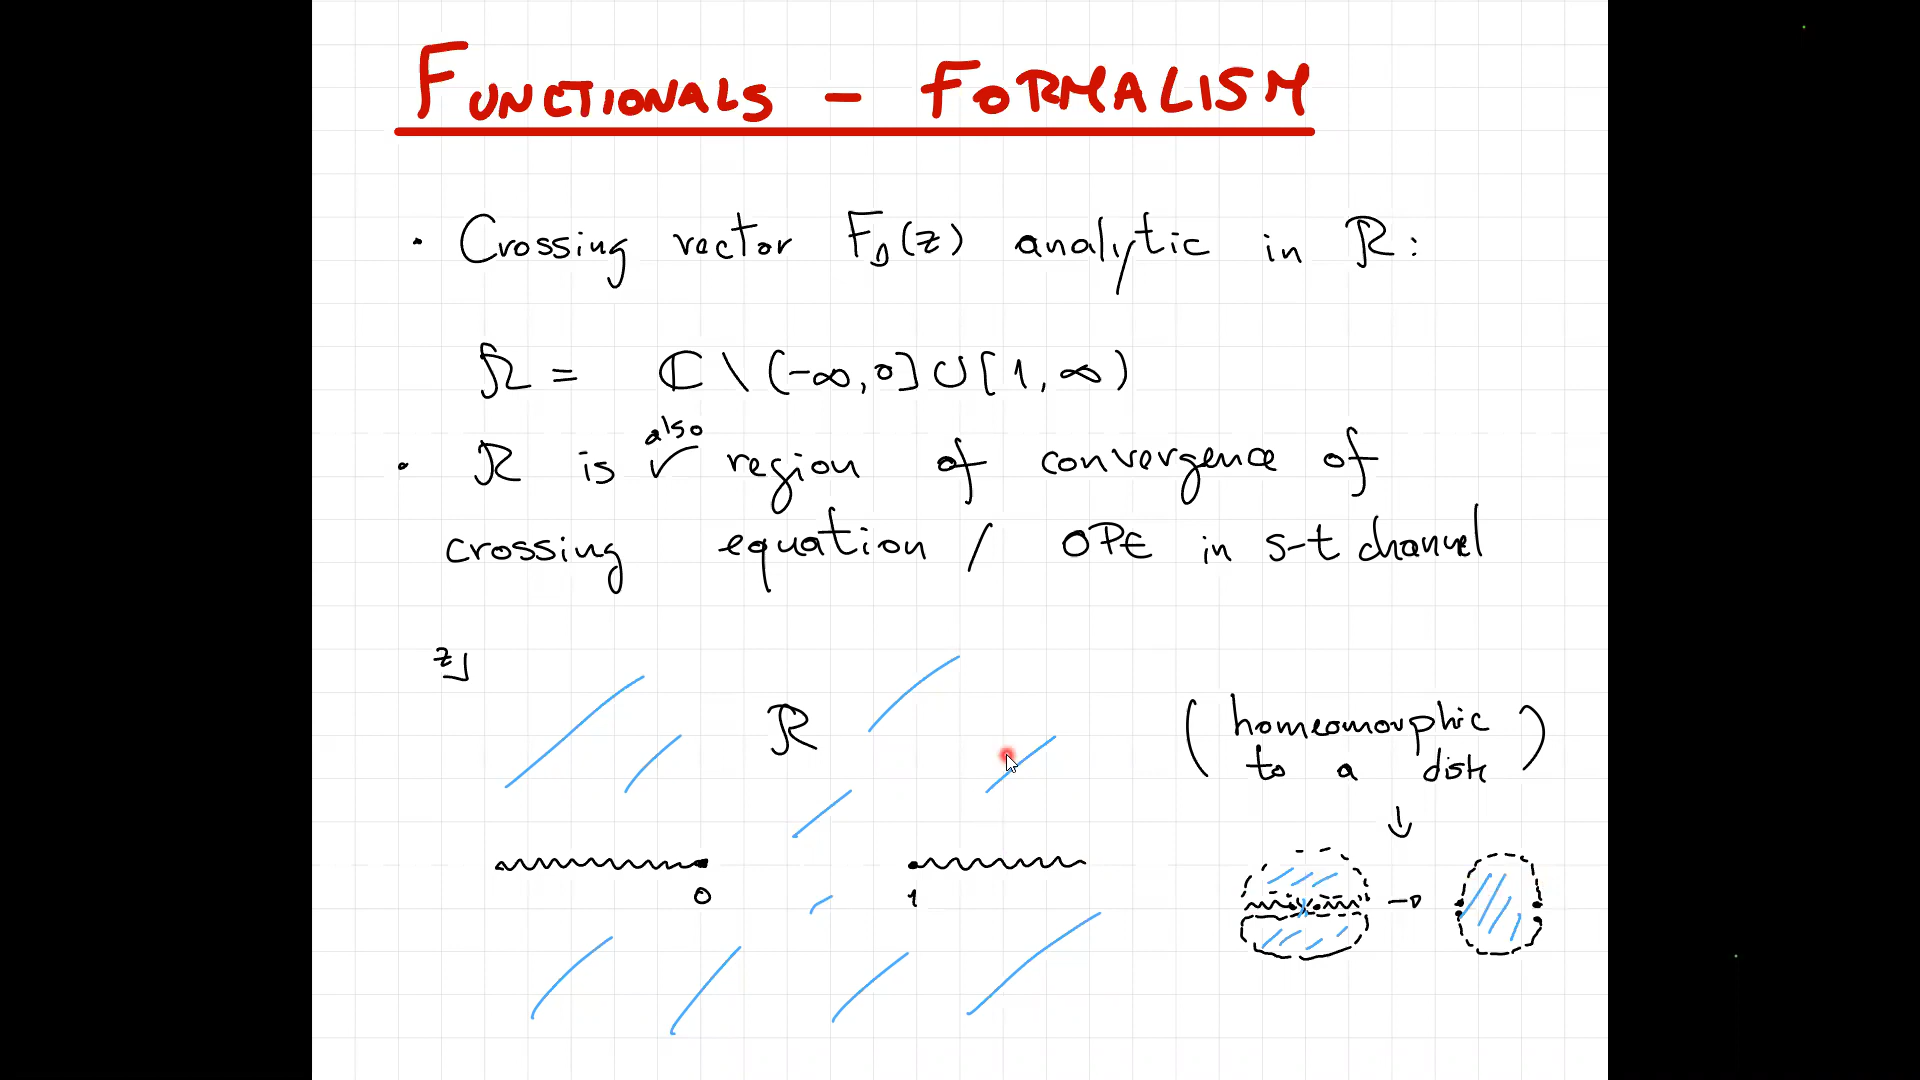 FUNCTIONALS - FORMALISM
• Crossing vector F_Δ(z) analytic in R:
R = ℂ \ (-∞,0] ∪ [1,∞)
also
• R is ✓ region of convergence of
crossing equation / OPE in s-t channel
z
R
( homeomorphic
to a disk )
0
1